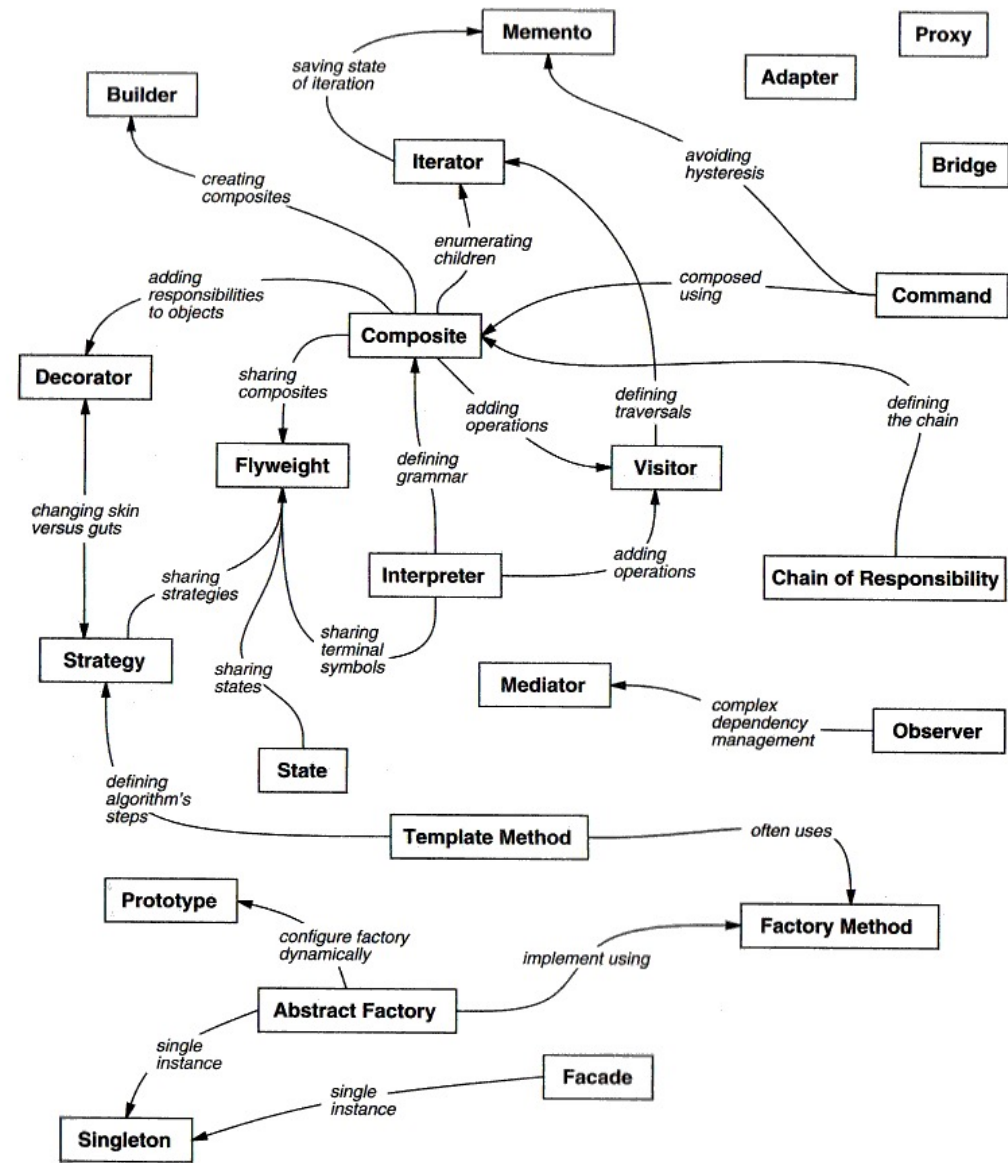 Memento
Proxy
saving state
of iteration
Adapter
Builder
Iterator
avoiding
hysteresis
Bridge
creating
composites
enumerating
children
adding
responsibilities
to objects
composed
using
Command
Composite
Decorator
sharing
composites
adding
operations
defining
traversals
defining
the chain
Flyweight
defining
grammar
Visitor
changing skin
versus guts
sharing
strategies
Interpreter
adding
operations
Chain of Responsibility
Strategy
sharing
terminal
symbols
sharing
states
Mediator
complex
dependency
management
Observer
State
defining
algorithm's
steps
Template Method
often uses
Prototype
Factory Method
configure factory
dynamically
implement using
Abstract Factory
single
instance
Facade
single
instance
Singleton